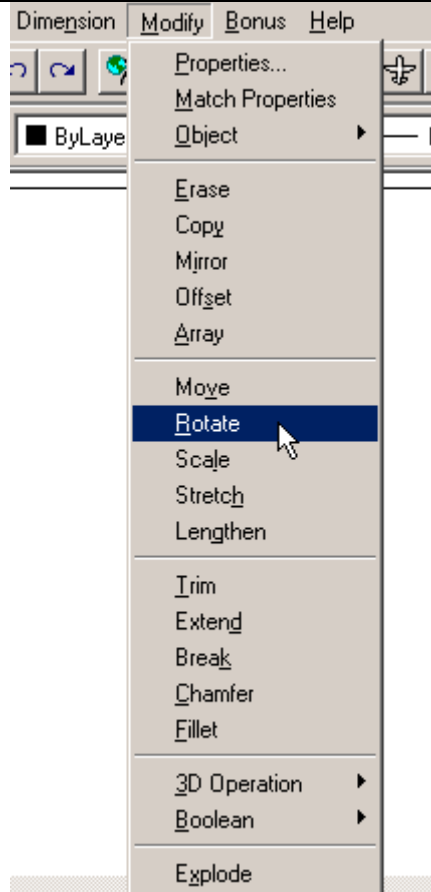 Dimension Modify Bonus Help
Properties...
Match Properties
ByLaye Object
Erase
Copy
Mirror
Offset
Array
Move
Rotate
Scale
Stretch
Lengthen
Trim
Extend
Break
Chamfer
Fillet
3D Operation
Boolean
Explode